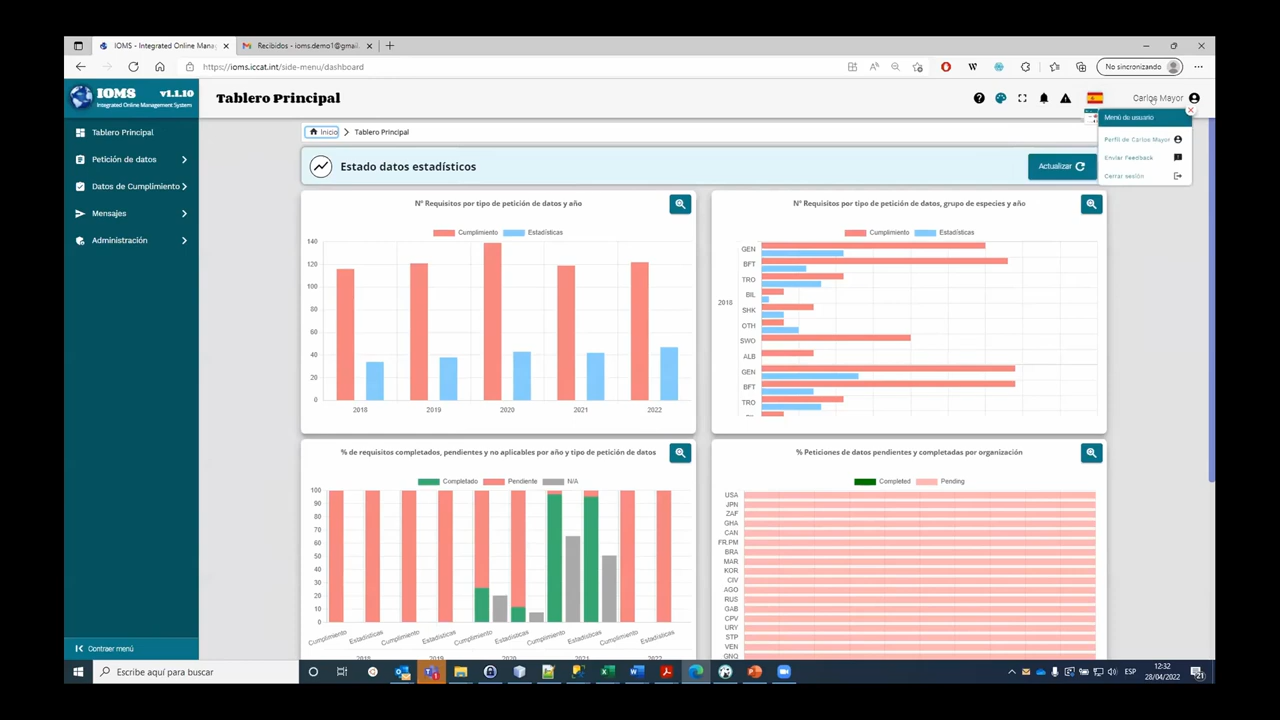 IOMS - Integrated Online Mana
Recibidos - ioms.demo1@gmail.
https://ioms.iccat.int/side-menu/dashboard
No sincronizando
IOMS v1.1.10
Integrated Online Management System
Tablero Principal
Carlos Mayor
Menú de usuario
Perfil de Carlos Mayor
Enviar Feedback
Cerrar sesión
Tablero Principal
Petición de datos
Datos de Cumplimiento
Mensajes
Administración
Contraer menú
Inicio
Tablero Principal
Estado datos estadísticos
Actualizar
Nº Requisitos por tipo de petición de datos y año
Cumplimiento Estadísticas
140
120
100
80
60
40
20
0
2018 2019 2020 2021 2022
Nº Requisitos por tipo de petición de datos, grupo de especies y año
Cumplimiento Estadísticas
GEN
BFT
TRO
BIL
2018
SHK
OTH
SWO
ALB
GEN
BFT
TRO
% de requisitos completados, pendientes y no aplicables por año y tipo de petición de datos
Completado Pendiente N/A
100
90
80
70
60
50
40
30
20
10
0
Cumplimiento Estadísticas Cumplimiento Estadísticas Cumplimiento Estadísticas Cumplimiento Estadísticas Cumplimiento Estadísticas
2018 2019 2020 2021 2022
% Peticiones de datos pendientes y completadas por organización
Completed Pending
USA
JPN
ZAF
GHA
CAN
FR.PM
BRA
MAR
KOR
CIV
AGO
RUS
GAB
CPV
URY
STP
VEN
GNQ
Escribe aquí para buscar
ESP
12:32
28/04/2022
21